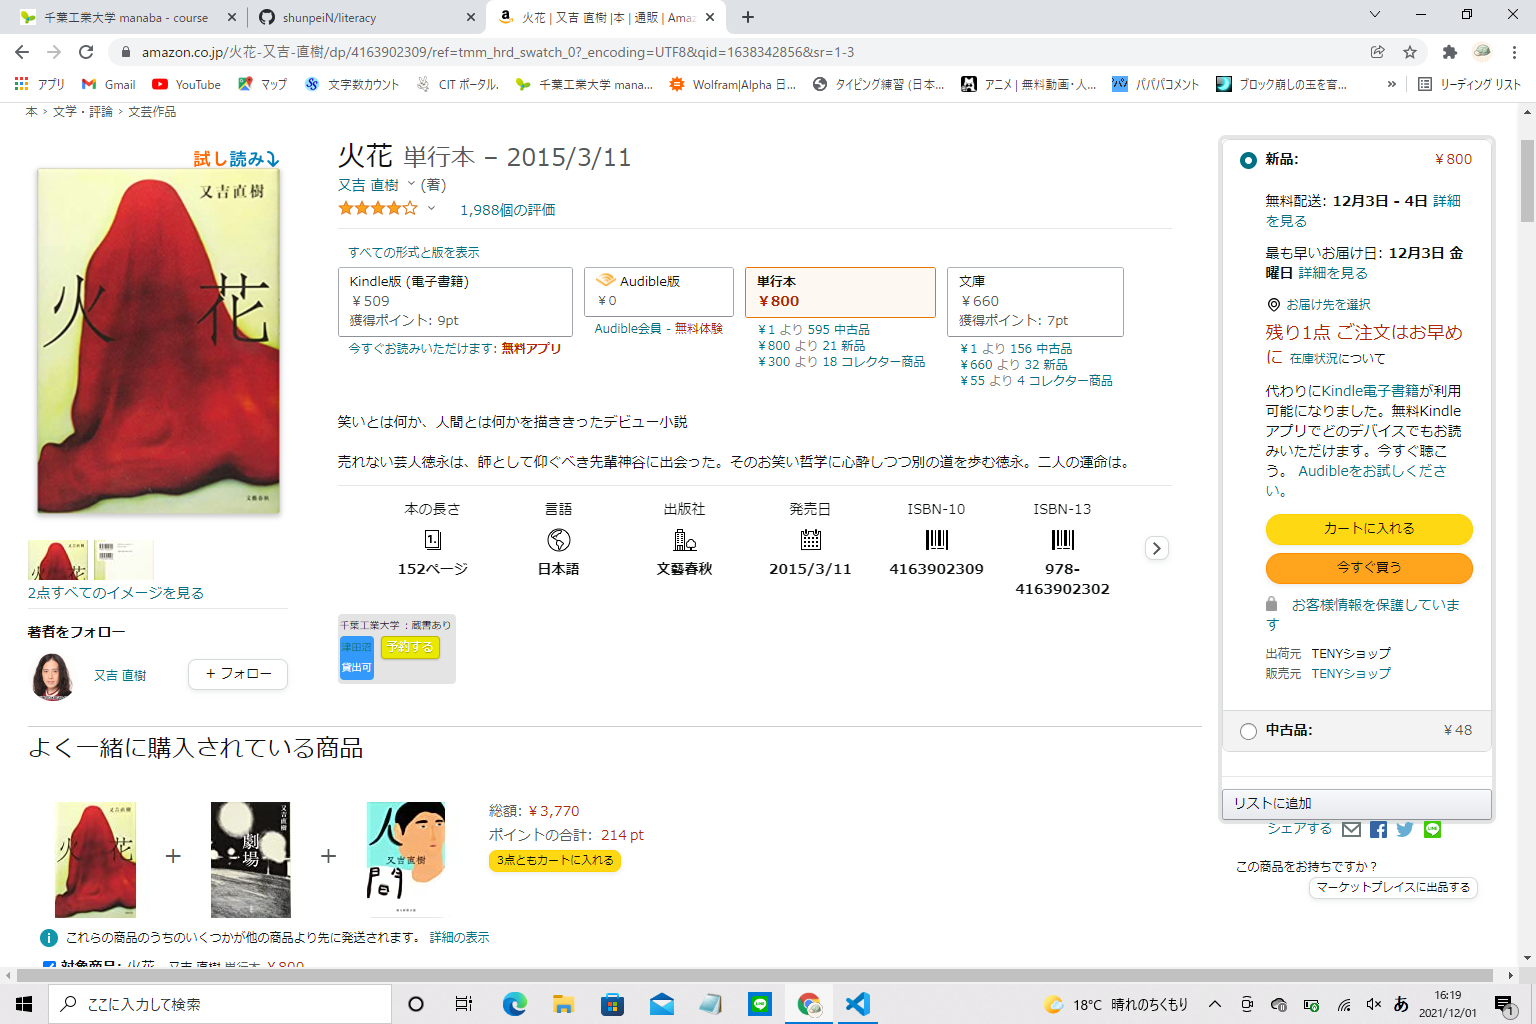 千葉工業大学 manaba - course
shunpeiN/literacy
火花 | 又吉 直樹 |本 | 通販 | Amaz
amazon.co.jp/火花-又吉-直樹/dp/4163902309/ref=tmm_hrd_swatch_0?_encoding=UTF8&qid=1638342856&sr=1-3
アプリ
Gmail
YouTube
マップ
文字数カウント
CIT ポータル.
千葉工業大学 mana...
Wolfram|Alpha 日...
タイピング練習 (日本...
アニメ | 無料動画・人...
パパパコメント
ブロック崩しの玉を育...
»
リーディング リスト
本 › 文学・評論 › 文芸作品
試し読み
又吉直樹
火花
文藝春秋
2点すべてのイメージを見る
著者をフォロー
又吉 直樹
+ フォロー
火花 単行本 – 2015/3/11
又吉 直樹 (著)
1,988個の評価
すべての形式と版を表示
Kindle版 (電子書籍)
￥509
獲得ポイント: 9pt
今すぐお読みいただけます: 無料アプリ
Audible版
￥0
Audible会員 - 無料体験
単行本
￥800
￥1 より 595 中古品
￥800 より 21 新品
￥300 より 18 コレクター商品
文庫
￥660
獲得ポイント: 7pt
￥1 より 156 中古品
￥660 より 32 新品
￥55 より 4 コレクター商品
笑いとは何か、人間とは何かを描ききったデビュー小説
売れない芸人徳永は、師として仰ぐべき先輩神谷に出会った。そのお笑い哲学に心酔しつつ別の道を歩む徳永。二人の運命は。
本の長さ
152ページ
言語
日本語
出版社
文藝春秋
発売日
2015/3/11
ISBN-10
4163902309
ISBN-13
978-
4163902302
千葉工業大学 : 蔵書あり
津田沼
貸出可
予約する
新品:
￥800
無料配送: 12月3日 - 4日 詳細
を見る
最も早いお届け日: 12月3日 金
曜日 詳細を見る
お届け先を選択
残り1点 ご注文はお早め
に 在庫状況について
代わりにKindle電子書籍が利用
可能になりました。無料Kindle
アプリでどのデバイスでもお読
みいただけます。今すぐ聴こ
う。 Audibleをお試しくださ
い。
カートに入れる
今すぐ買う
お客様情報を保護していま
す
出荷元 TENYショップ
販売元 TENYショップ
中古品:
￥48
リストに追加
シェアする
この商品をお持ちですか？
マーケットプレイスに出品する
よく一緒に購入されている商品
又吉直樹
火花
+
又吉直樹
劇場
+
人間
又吉直樹
総額: ￥3,770
ポイントの合計: 214 pt
3点ともカートに入れる
これらの商品のうちのいくつかが他の商品より先に発送されます。 詳細の表示
対象商品: 火花 - 又吉 直樹 単行本 ￥800
ここに入力して検索
18℃ 晴れのちくもり
あ
16:19
2021/12/01
1